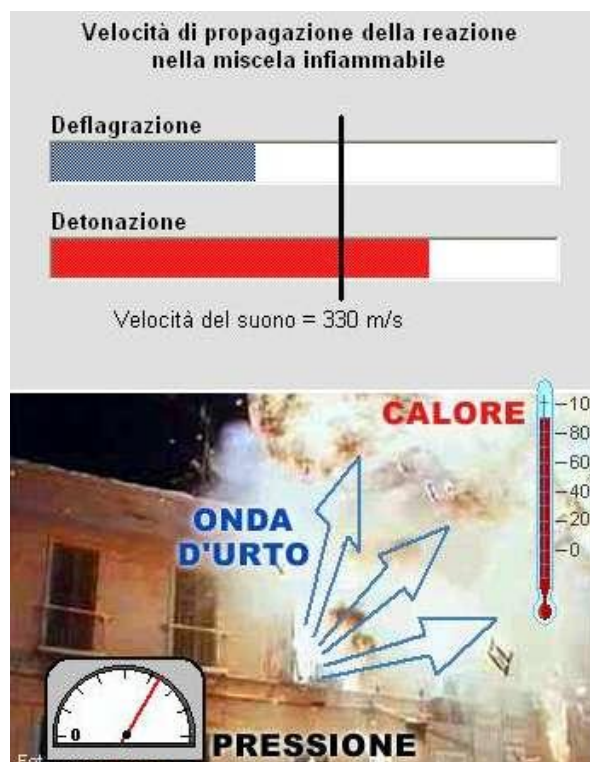 Velocità di propagazione della reazione
nella miscela infiammabile
Deflagrazione
Detonazione
Velocità del suono = 330 m/s
CALORE
10
80
60
40
20
0
ONDA
D'URTO
0
PRESSIONE